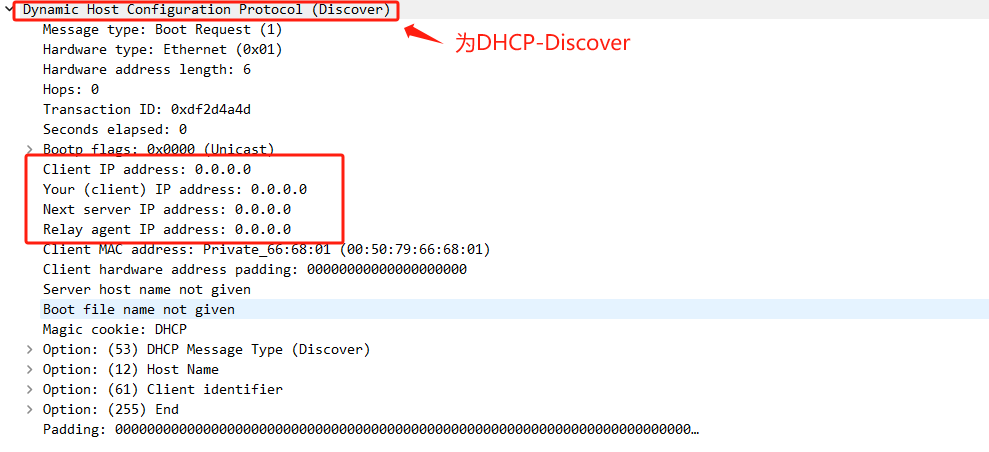 Dynamic Host Configuration Protocol (Discover)
为DHCP-Discover
Message type: Boot Request (1)
Hardware type: Ethernet (0x01)
Hardware address length: 6
Hops: 0
Transaction ID: 0xdf2d4a4d
Seconds elapsed: 0
Bootp flags: 0x0000 (Unicast)
Client IP address: 0.0.0.0
Your (client) IP address: 0.0.0.0
Next server IP address: 0.0.0.0
Relay agent IP address: 0.0.0.0
Client MAC address: Private_66:68:01 (00:50:79:66:68:01)
Client hardware address padding: 00000000000000000000
Server host name not given
Boot file name not given
Magic cookie: DHCP
Option: (53) DHCP Message Type (Discover)
Option: (12) Host Name
Option: (61) Client identifier
Option: (255) End
Padding: 000000000000000000000000000000000000000000000000000000000000000000000000…